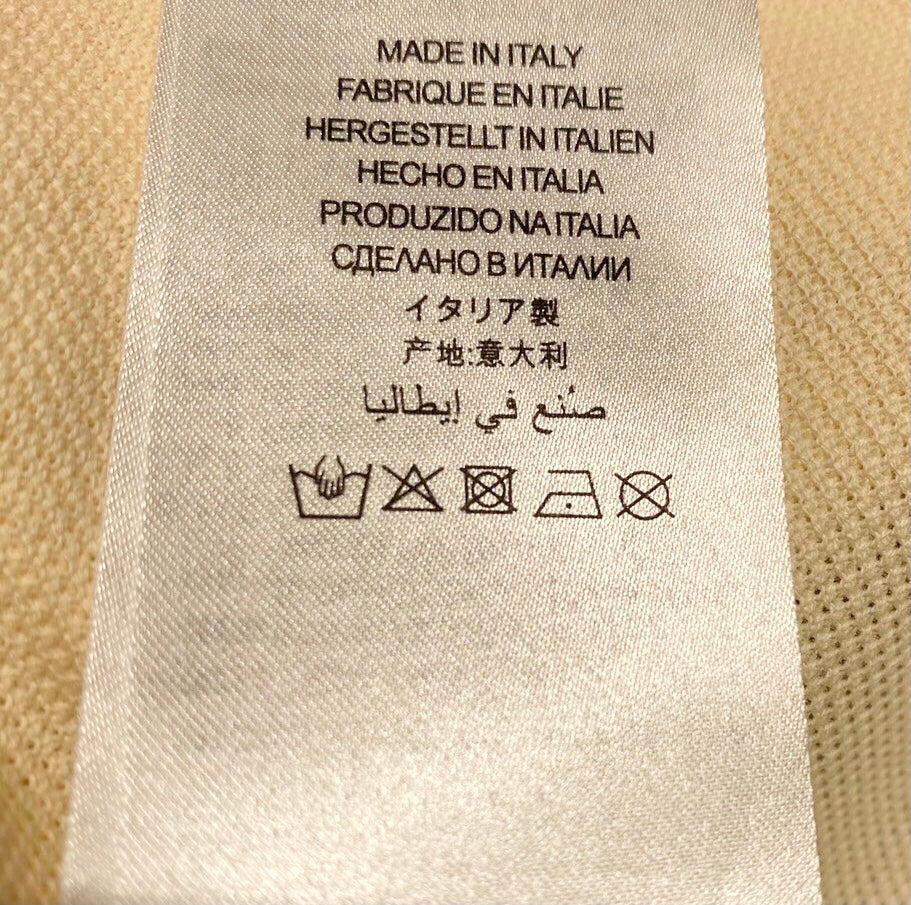 MADE IN ITALY
FABRIQUE EN ITALIE
HERGESTELLT IN ITALIEN
HECHO EN ITALIA
PRODUZIDO NA ITALIA
СДЕЛАНО В ИТАЛИИ
イタリア製
产地:意大利
صُنع في إيطاليا